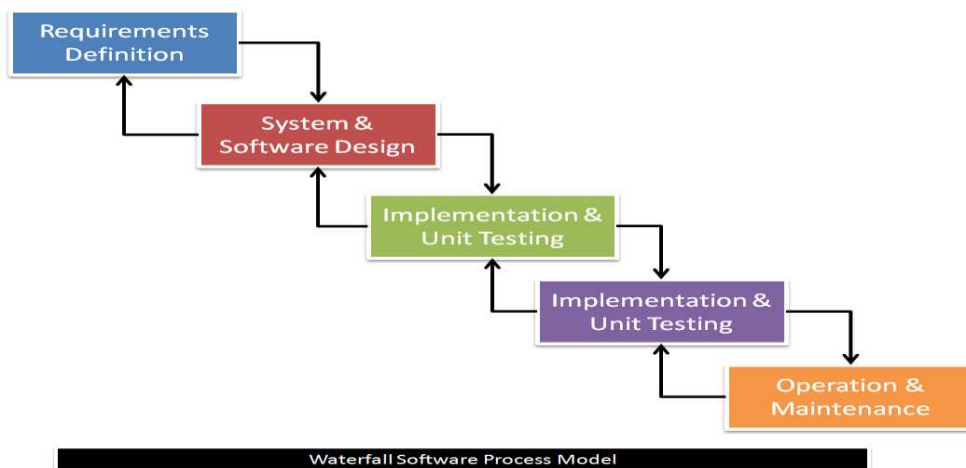 Requirements
Definition
System &
Software Design
Implementation &
Unit Testing
Implementation &
Unit Testing
Operation &
Maintenance
Waterfall Software Process Model